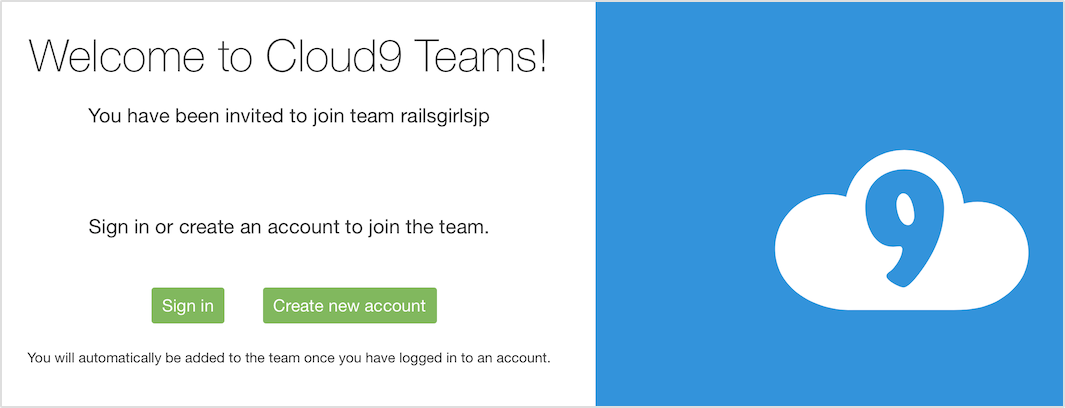 Welcome to Cloud9 Teams!
You have been invited to join team railsgirlsjp
Sign in or create an account to join the team.
Sign in
Create new account
You will automatically be added to the team once you have logged in to an account.
9